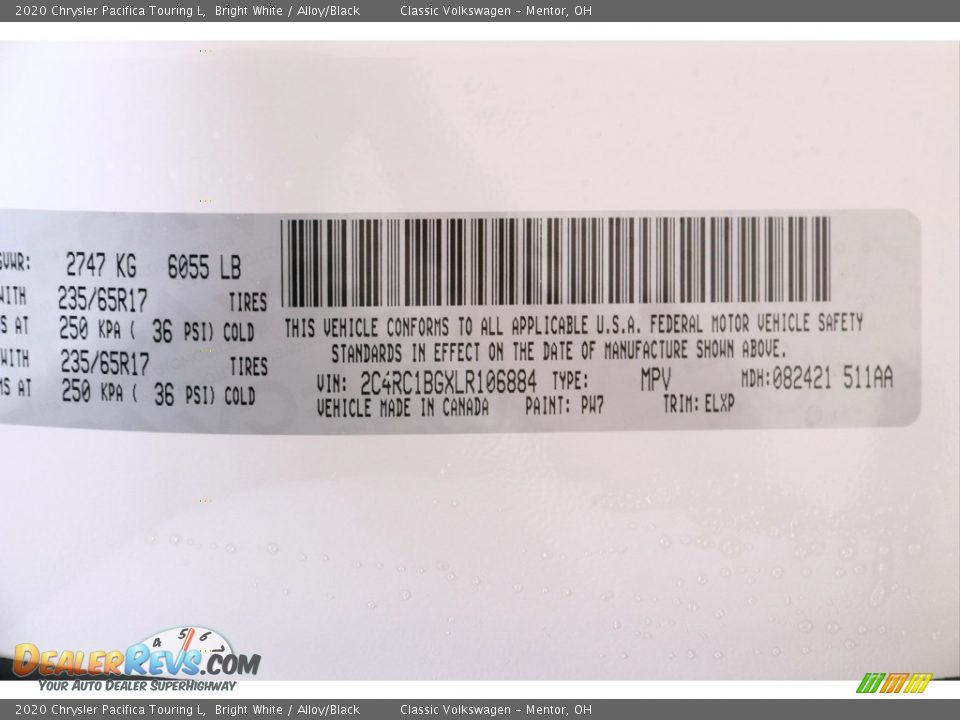 2020 Chrysler Pacifica Touring L, Bright White / Alloy/Black Classic Volkswagen - Mentor, OH
GVWR: 2747 KG 6055 LB
WITH 235/65R17 TIRES
AT 250 KPA ( 36 PSI) COLD
WITH 235/65R17 TIRES
AT 250 KPA ( 36 PSI) COLD
THIS VEHICLE CONFORMS TO ALL APPLICABLE U.S.A. FEDERAL MOTOR VEHICLE SAFETY
STANDARDS IN EFFECT ON THE DATE OF MANUFACTURE SHOWN ABOVE.
VIN: 2C4RC1BGXLR106884 TYPE: MPV MDH:082421 511AA
VEHICLE MADE IN CANADA PAINT: PW7 TRIM: ELXP
4 5 6 7
DealerRevs.com
Your Auto Dealer SuperHighway
2020 Chrysler Pacifica Touring L, Bright White / Alloy/Black Classic Volkswagen - Mentor, OH